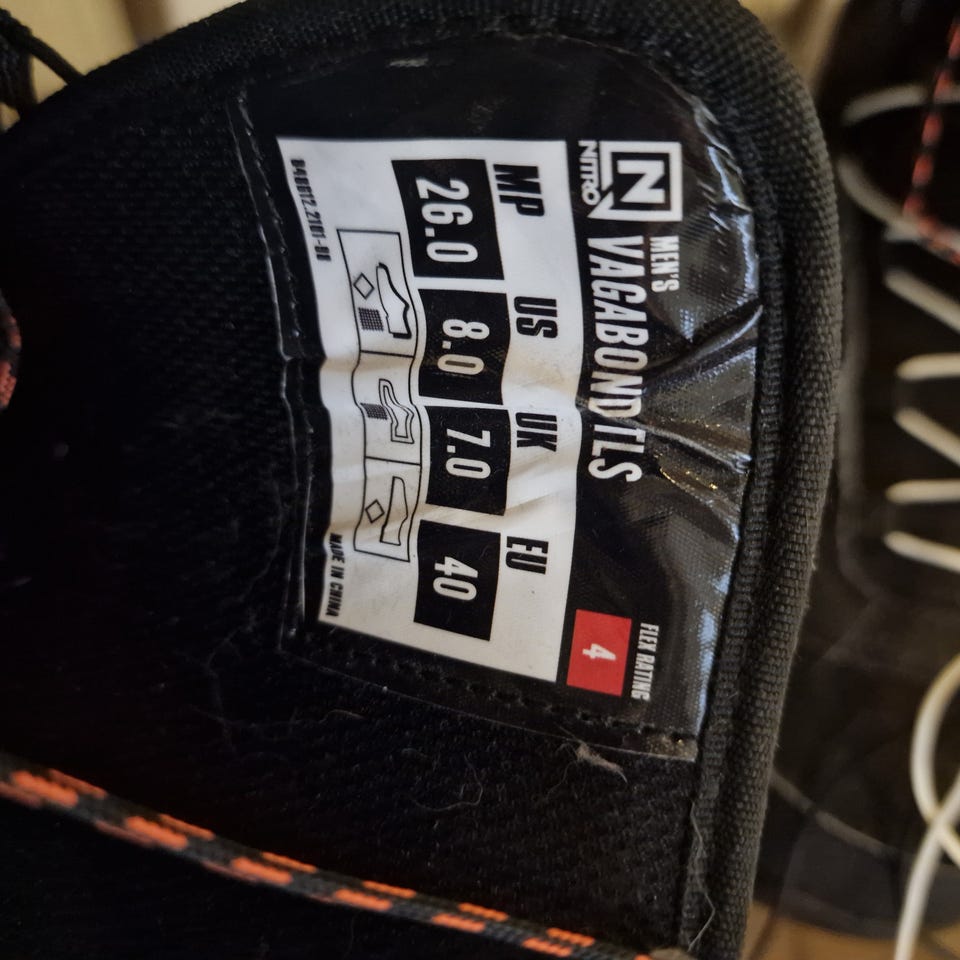 N
NITRO
MEN'S
VAGABOND TLS
FLEX RATING
4
MP US UK EU
26.0 8.0 7.0 40
MADE IN CHINA